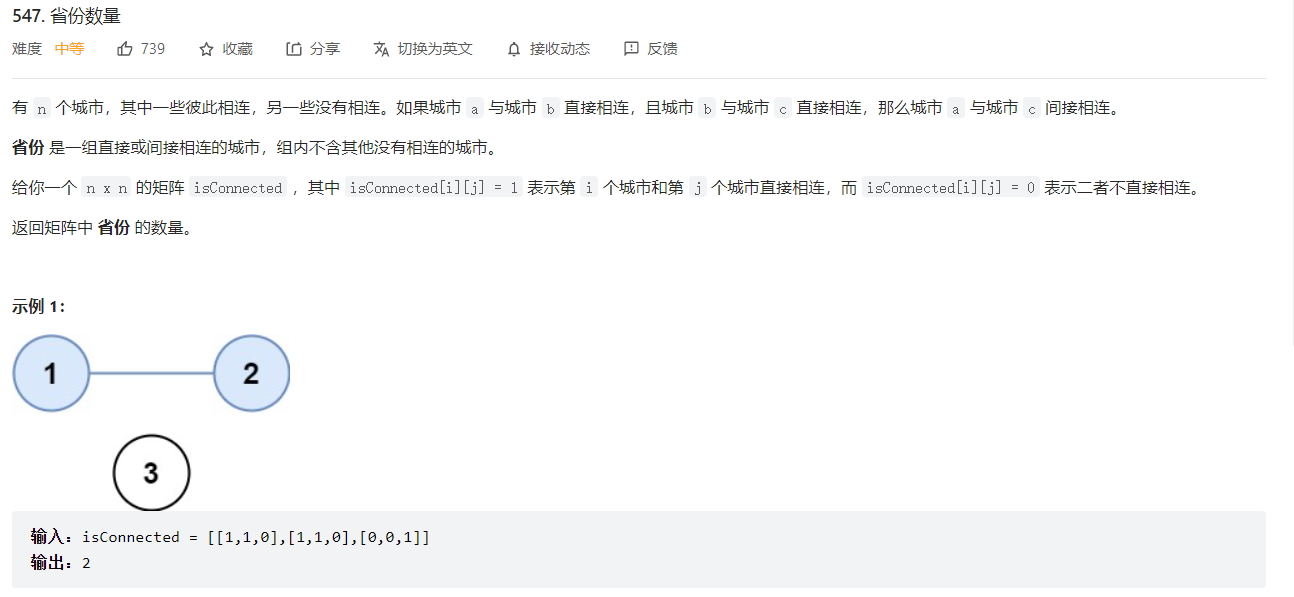 547. 省份数量
难度 中等 739 收藏 分享 切换为英文 接收动态 反馈
有 n 个城市，其中一些彼此相连，另一些没有相连。如果城市 a 与城市 b 直接相连，且城市 b 与城市 c 直接相连，那么城市 a 与城市 c 间接相连。
省份 是一组直接或间接相连的城市，组内不含其他没有相连的城市。
给你一个 n x n 的矩阵 isConnected ，其中 isConnected[i][j] = 1 表示第 i 个城市和第 j 个城市直接相连，而 isConnected[i][j] = 0 表示二者不直接相连。
返回矩阵中 省份 的数量。
示例 1：
1 2
3
输入：isConnected = [[1,1,0],[1,1,0],[0,0,1]]
输出：2